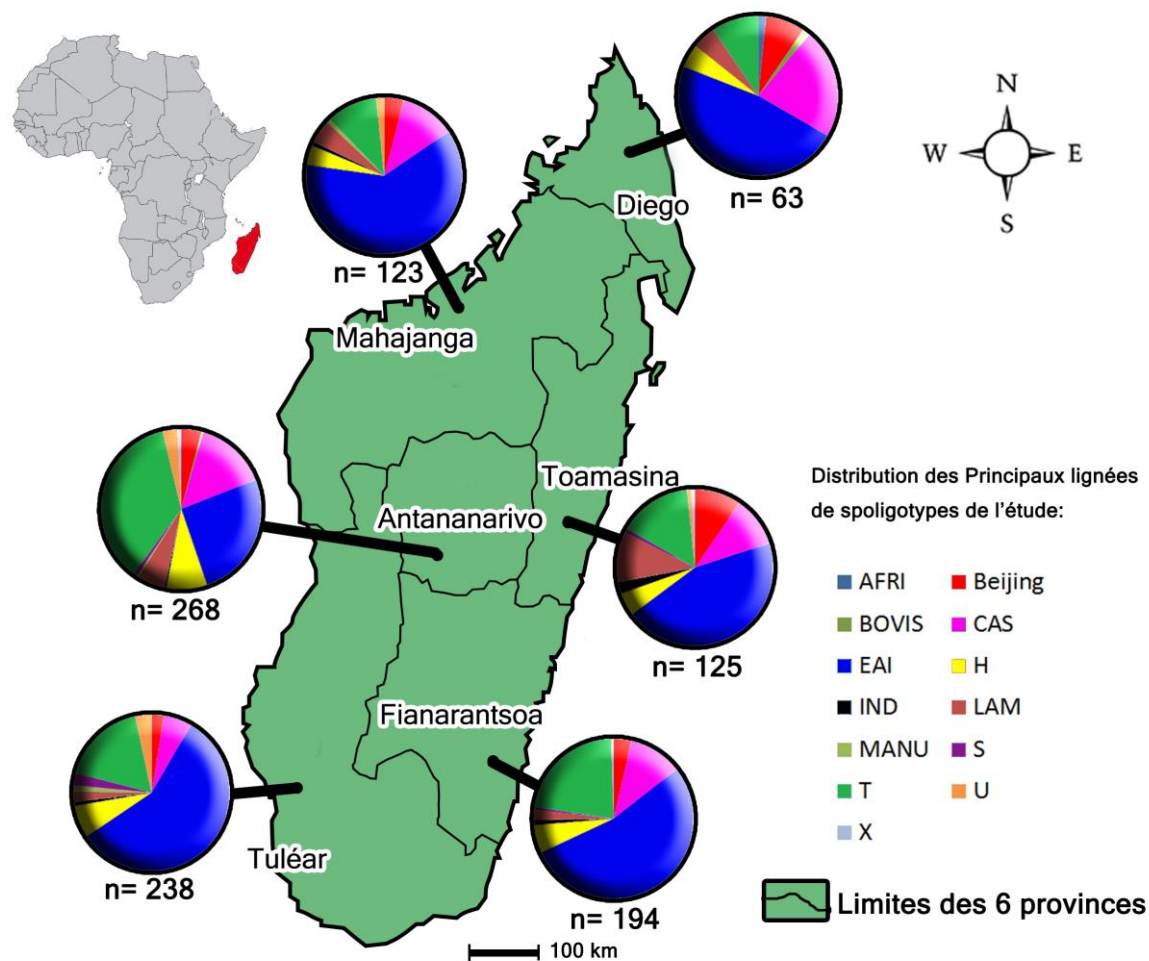 N
W E
S
n= 63
Diego
n= 123
Mahajanga
Toamasina
Antananarivo
n= 268
n= 125
Fianarantsoa
Tuléar
n= 238
n= 194
100 km
Distribution des Principaux lignées
de spoligotypes de l'étude:
AFRI Beijing
BOVIS CAS
EAI H
IND LAM
MANU S
T U
X
Limites des 6 provinces